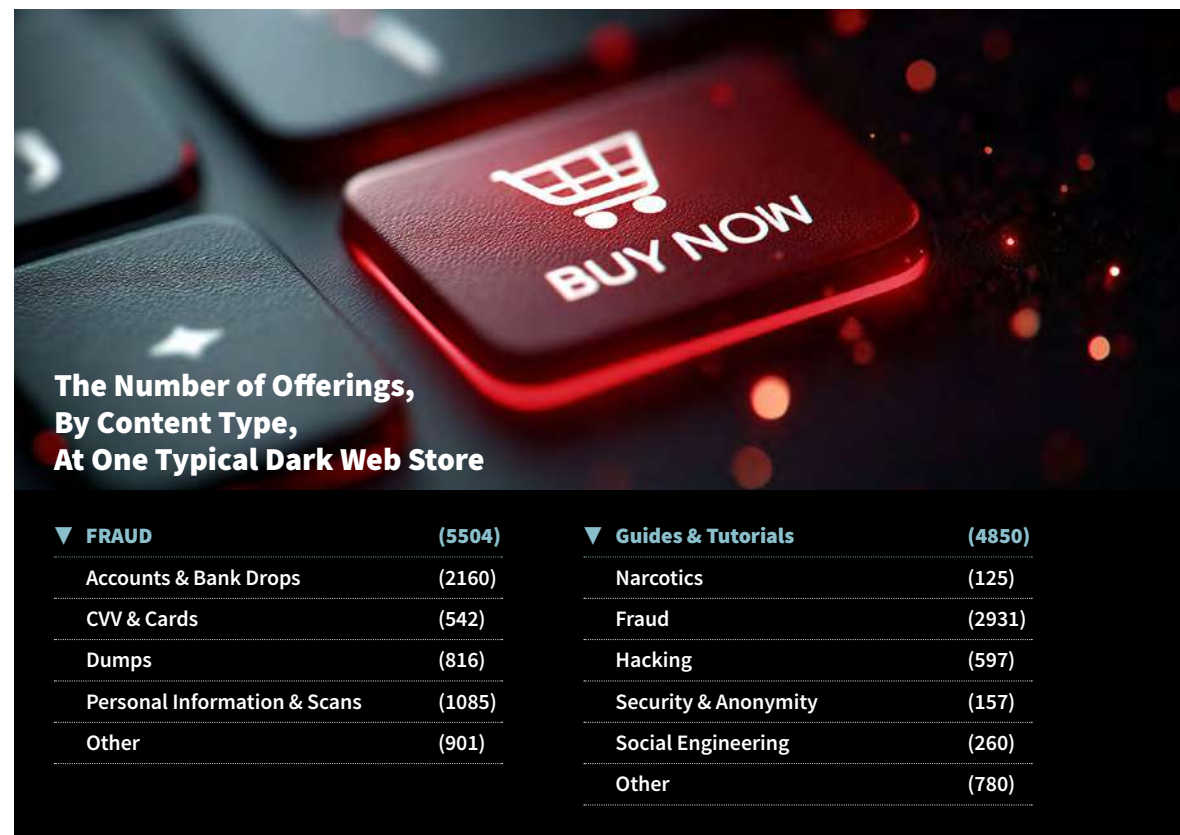 BUY NOW
The Number of Offerings,
By Content Type,
At One Typical Dark Web Store
▼ FRAUD (5504)
Accounts & Bank Drops (2160)
CVV & Cards (542)
Dumps (816)
Personal Information & Scans (1085)
Other (901)
▼ Guides & Tutorials (4850)
Narcotics (125)
Fraud (2931)
Hacking (597)
Security & Anonymity (157)
Social Engineering (260)
Other (780)